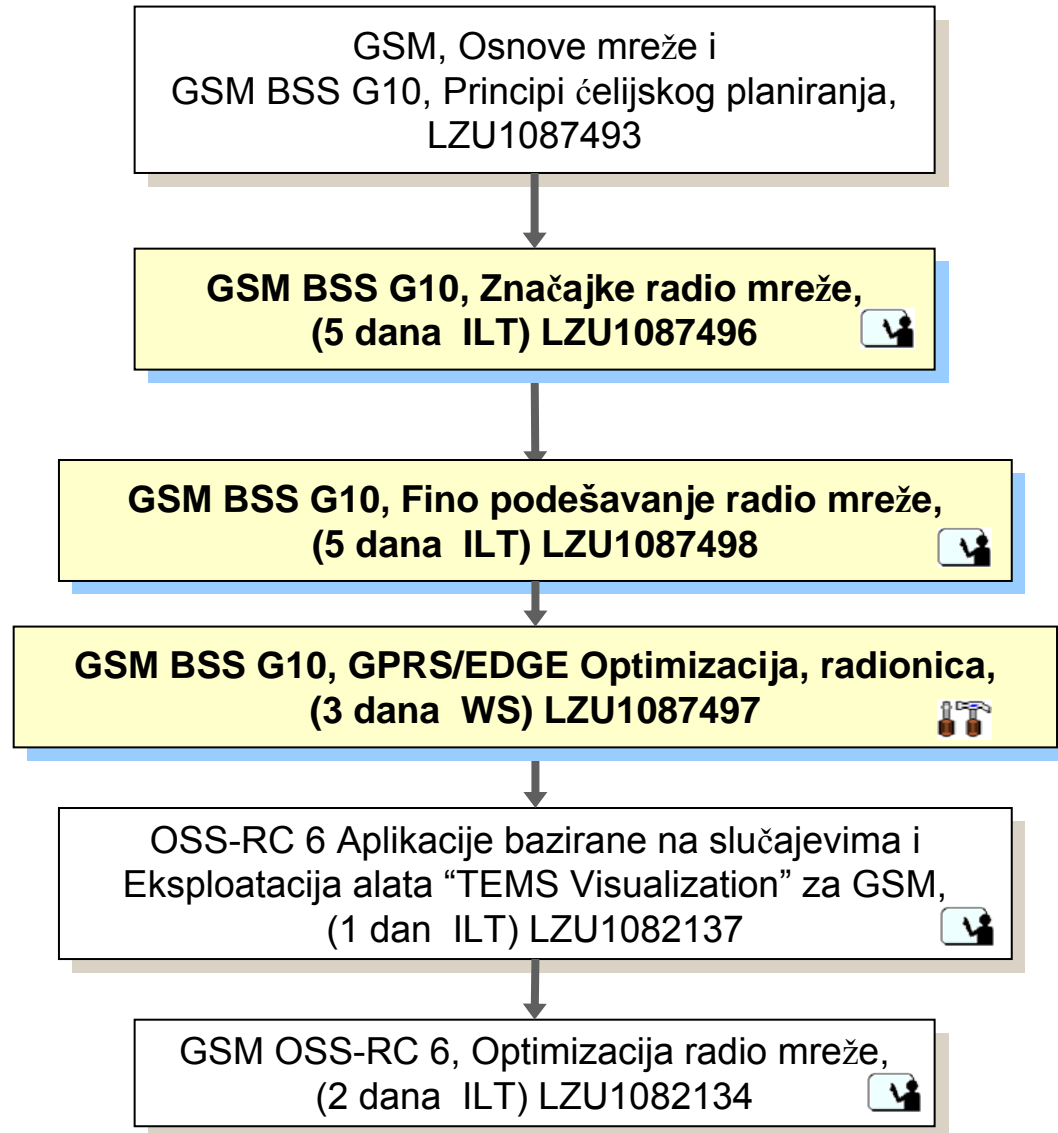 GSM, Osnove mreže i
GSM BSS G10, Principi ćelijskog planiranja,
LZU1087493
GSM BSS G10, Značajke radio mreže,
(5 dana ILT) LZU1087496
GSM BSS G10, Fino podešavanje radio mreže,
(5 dana ILT) LZU1087498
GSM BSS G10, GPRS/EDGE Optimizacija, radionica,
(3 dana WS) LZU1087497
OSS-RC 6 Aplikacije bazirane na slučajevima i
Eksploatacija alata “TEMS Visualization” za GSM,
(1 dan ILT) LZU1082137
GSM OSS-RC 6, Optimizacija radio mreže,
(2 dana ILT) LZU1082134